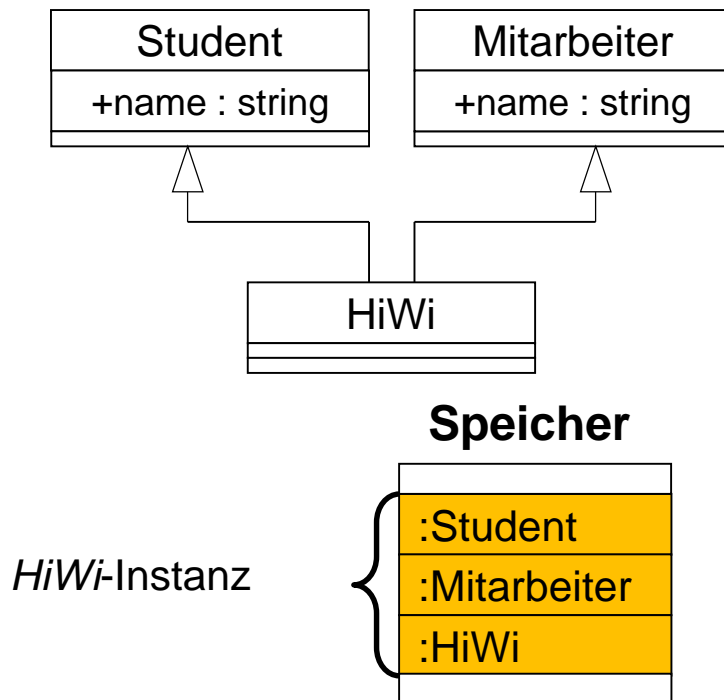 Student
Mitarbeiter
+name : string
+name : string
HiWi
Speicher
:Student
HiWi-Instanz
:Mitarbeiter
:HiWi